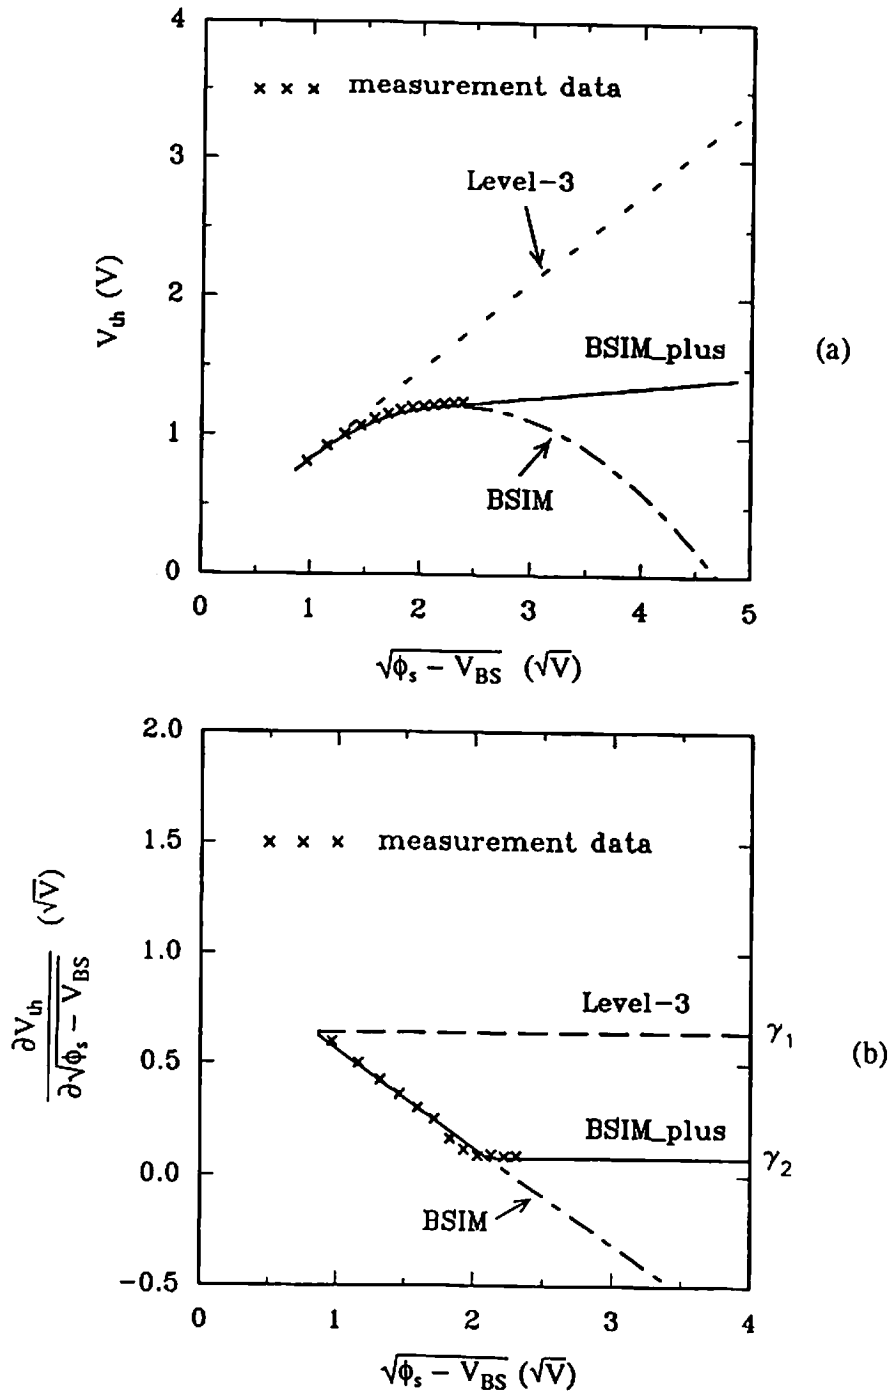 4
× × × measurement data
3
Level-3
2
V_th (V)
BSIM_plus
(a)
1
BSIM
0
0 1 2 3 4 5
√ϕ_s − V_BS (√V)
2.0
1.5
× × × measurement data
1.0
∂V_th
∂√ϕ_s − V_BS (√V)
Level-3
γ_1
0.5
(b)
BSIM_plus
0.0
γ_2
BSIM
−0.5
0 1 2 3 4
√ϕ_s − V_BS (√V)